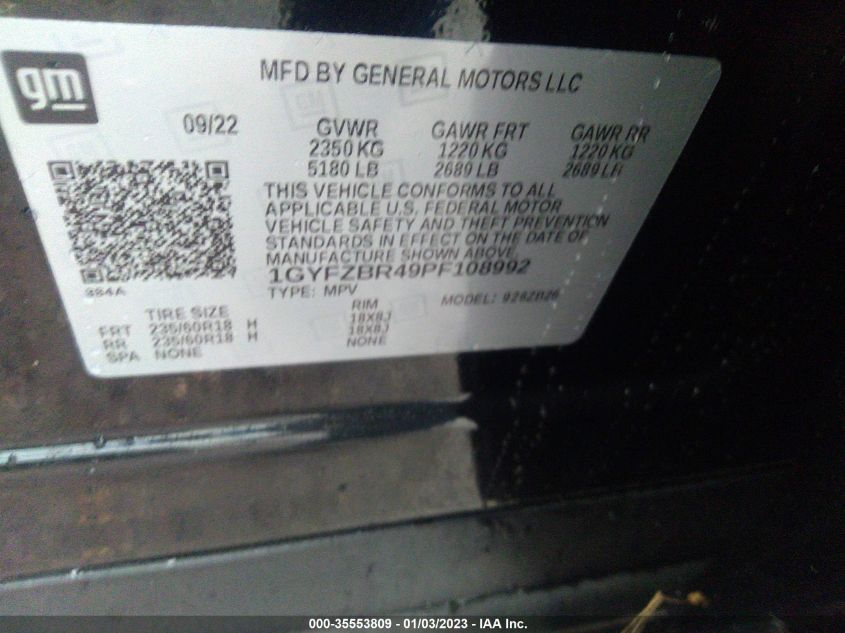 gm
MFD BY GENERAL MOTORS LLC
09/22 GVWR GAWR FRT GAWR RR
2350 KG 1220 KG 1220 KG
5180 LB 2689 LB 2689 LB
THIS VEHICLE CONFORMS TO ALL
APPLICABLE U.S. FEDERAL MOTOR
VEHICLE SAFETY AND THEFT PREVENTION
STANDARDS IN EFFECT ON THE DATE OF
MANUFACTURE SHOWN ABOVE.
1GYFZBR49PF108992
384A TYPE: MPV MODEL:
TIRE SIZE RIM
FRT 235/60R18 H 18X8J
RR 235/60R18 H 18X8J
SPA NONE NONE
000-35553809 - 01/03/2023 - IAA Inc.